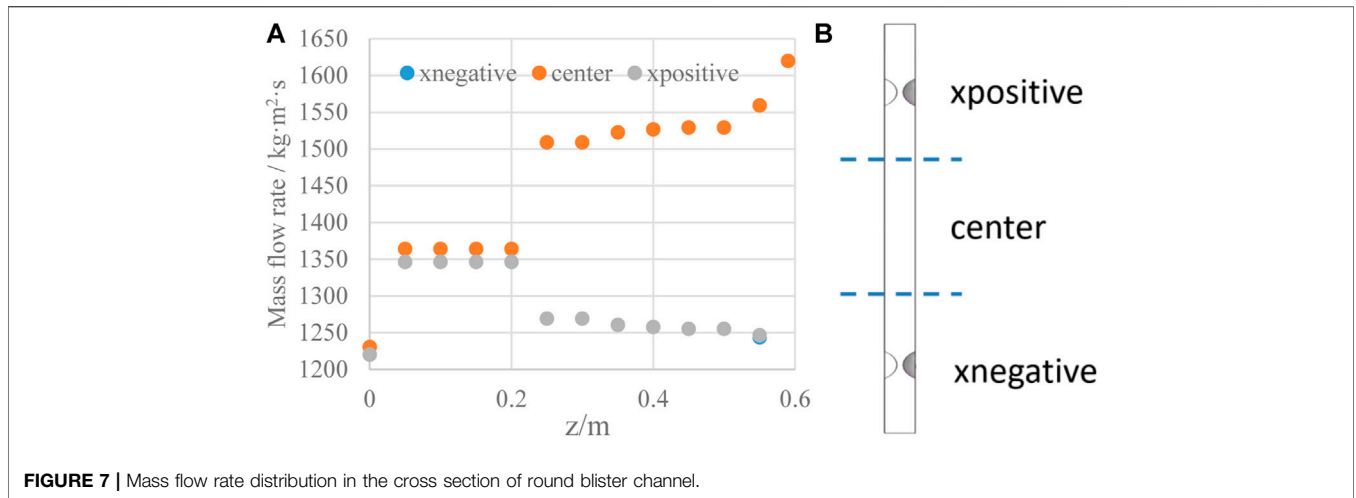 A
B
Mass flow rate / kg·m²·s
1650
1600
1550
1500
1450
1400
1350
1300
1250
1200
xnegative center xpositive
0 0.2 0.4 0.6
z/m
xpositive
center
xnegative
FIGURE 7 | Mass flow rate distribution in the cross section of round blister channel.